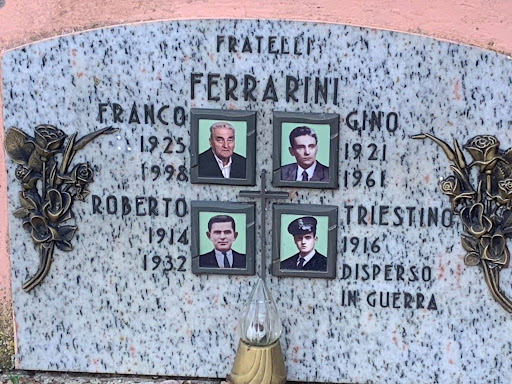 FRATELLI
FERRARINI
FRANCO
1925
1998
GINO
1921
1961
ROBERTO
1914
1932
TRIESTINO
1916
DISPERSO
IN GUERRA